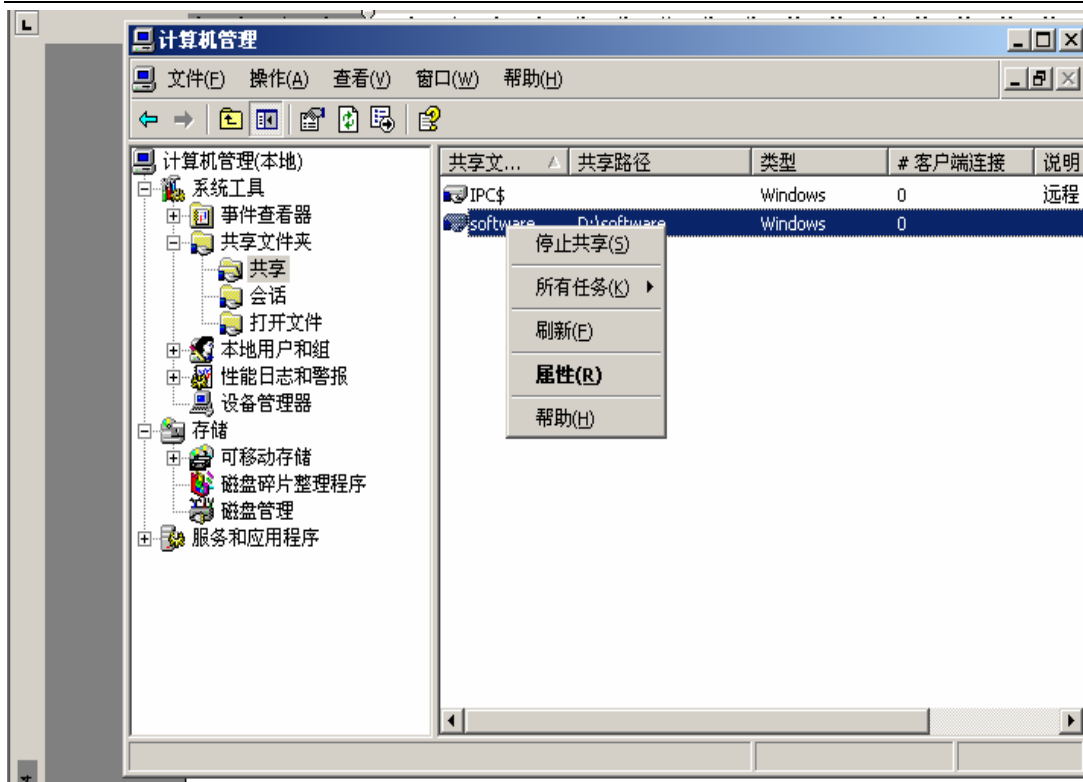 计算机管理
文件(F) 操作(A) 查看(V) 窗口(W) 帮助(H)
计算机管理(本地)
系统工具
事件查看器
共享文件夹
共享
会话
打开文件
本地用户和组
性能日志和警报
设备管理器
存储
可移动存储
磁盘碎片整理程序
磁盘管理
服务和应用程序
共享文... 共享路径 类型 # 客户端连接 说明
IPC$ Windows 0 远程
software D:\software Windows 0
停止共享(S)
所有任务(K)
刷新(F)
属性(R)
帮助(H)